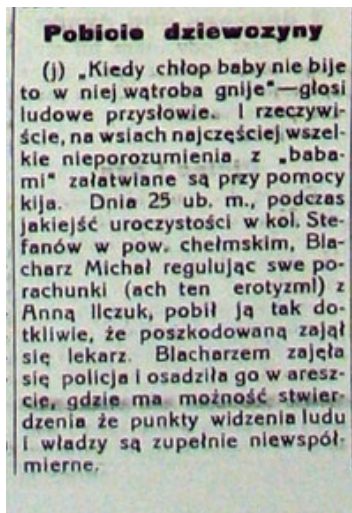 Pobicie dziewczyny
(j) „Kiedy chłop baby nie bije
to w niej wątroba gnije"—głosi
ludowe przysłowie. I rzeczywi-
ście, na wsiach najczęściej wszel-
kie nieporozumienia z „baba-
mi" załatwiane są przy pomocy
kija. Dnia 25 ub. m., podczas
jakiejść uroczystości w kol. Ste-
fanów w pow. chełmskim, Bla-
charz Michał regulując swe po-
rachunki (ach ten erotyzm!) z
Anną Ilczuk, pobił ją tak do-
tkliwie, że poszkodowaną zajął
się lekarz. Blacharzem zajęła
się policja i osadziła go w aresz-
cie, gdzie ma możność stwier-
dzenia że punkty widzenia ludu
i władzy są zupełnie niewspół-
mierne.